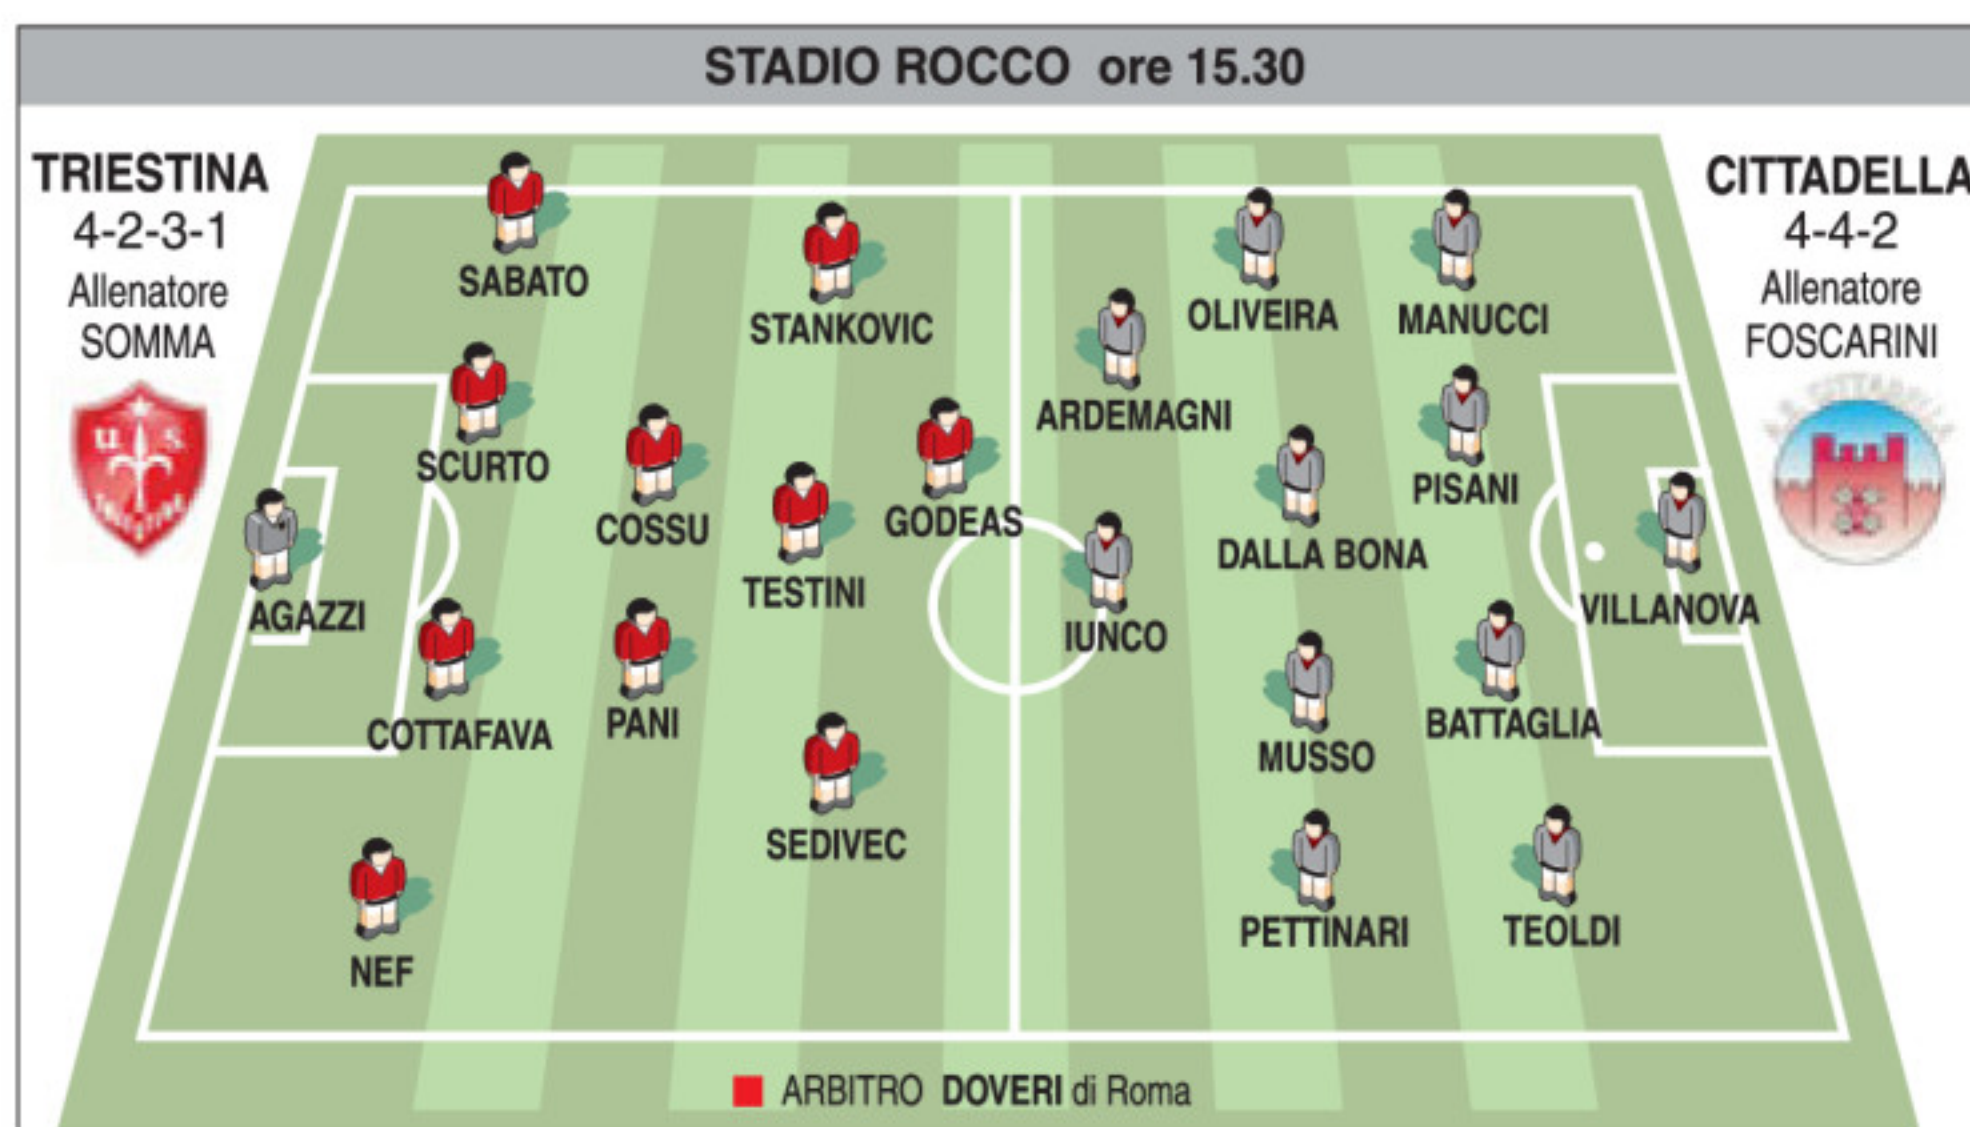 STADIO ROCCO ore 15.30
TRIESTINA
4-2-3-1
Allenatore
SOMMA
U S
CITTADELLA
4-4-2
Allenatore
FOSCARINI
SABATO
STANKOVIC
OLIVEIRA
MANUCCI
ARDEMAGNI
SCURTO
PISANI
COSSU
GODEAS
DALLA BONA
TESTINI
AGAZZI
VILLANOVA
IUNCO
COTTAFAVA
PANI
BATTAGLIA
MUSSO
SEDIVEC
PETTINARI
TEOLDI
NEF
ARBITRO DOVERI di Roma